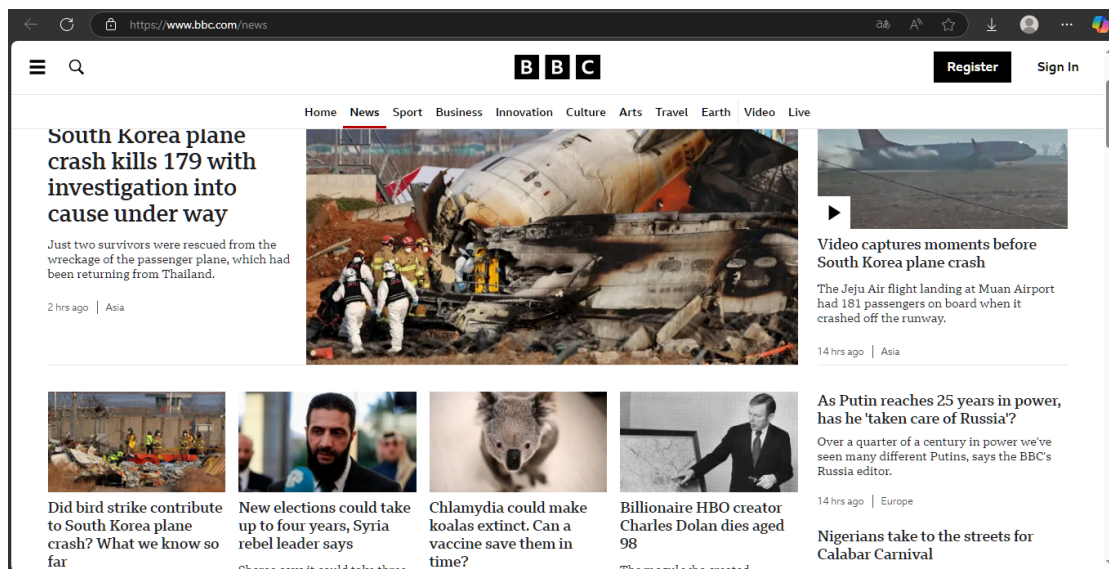 https://www.bbc.com/news
BBC
Register
Sign In
Home News Sport Business Innovation Culture Arts Travel Earth Video Live
South Korea plane
crash kills 179 with
investigation into
cause under way
Just two survivors were rescued from the
wreckage of the passenger plane, which had
been returning from Thailand.
2 hrs ago | Asia
Video captures moments before
South Korea plane crash
The Jeju Air flight landing at Muan Airport
had 181 passengers on board when it
crashed off the runway.
14 hrs ago | Asia
Did bird strike contribute
to South Korea plane
crash? What we know so
far
New elections could take
up to four years, Syria
rebel leader says
Chlamydia could make
koalas extinct. Can a
vaccine save them in
time?
Billionaire HBO creator
Charles Dolan dies aged
98
As Putin reaches 25 years in power,
has he 'taken care of Russia'?
Over a quarter of a century in power we've
seen many different Putins, says the BBC's
Russia editor.
14 hrs ago | Europe
Nigerians take to the streets for
Calabar Carnival